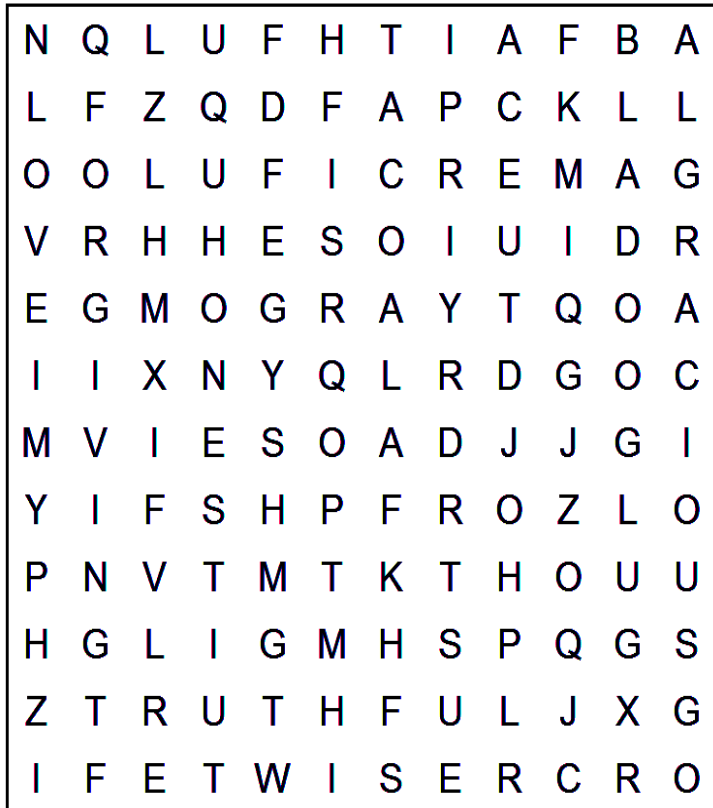 N Q L U F H T I A F B A
L F Z Q D F A P C K L L
O O L U F I C R E M A G
V R H H E S O I U I D R
E G M O G R A Y T Q O A
I I X N Y Q L R D G O C
M V I E S O A D J J G I
Y I F S H P F R O Z L O
P N V T M T K T H O U U
H G L I G M H S P Q G S
Z T R U T H F U L J X G
I F E T W I S E R C R O